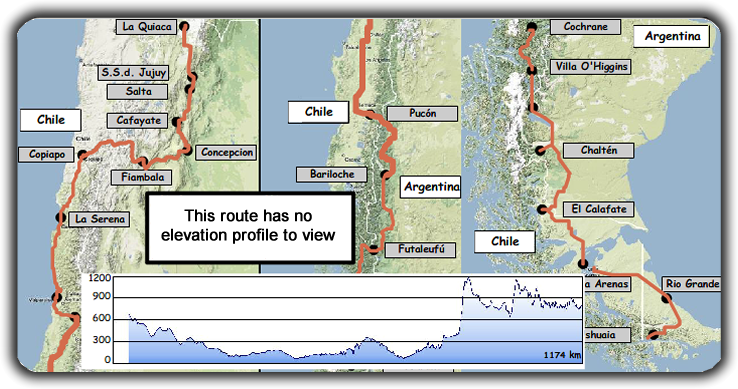 La Quiaca
S.S.d. Jujuy
Salta
Cafayate
Chile
Copiapo
Concepcion
Fiambala
La Serena
Chile
Pucón
Bariloche
Argentina
Futaleufú
Cochrane
Argentina
Villa O'Higgins
Chaltén
El Calafate
Chile
a Arenas
Rio Grande
shuaia
This route has no
elevation profile to view
1200
900
600
300
0
1174 km